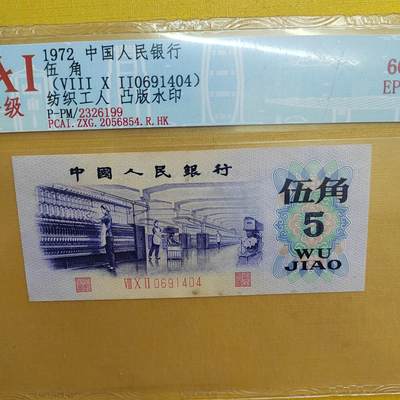 AI
级
1972 中国人民银行
伍 角
(VIII X II0691404)
纺织工人 凸版水印
P-PM/2326199
PCAI.ZXG.2056854.R.HK
EP
中國人民銀行
伍角
5
WU
JIAO
VIII X II 0691404